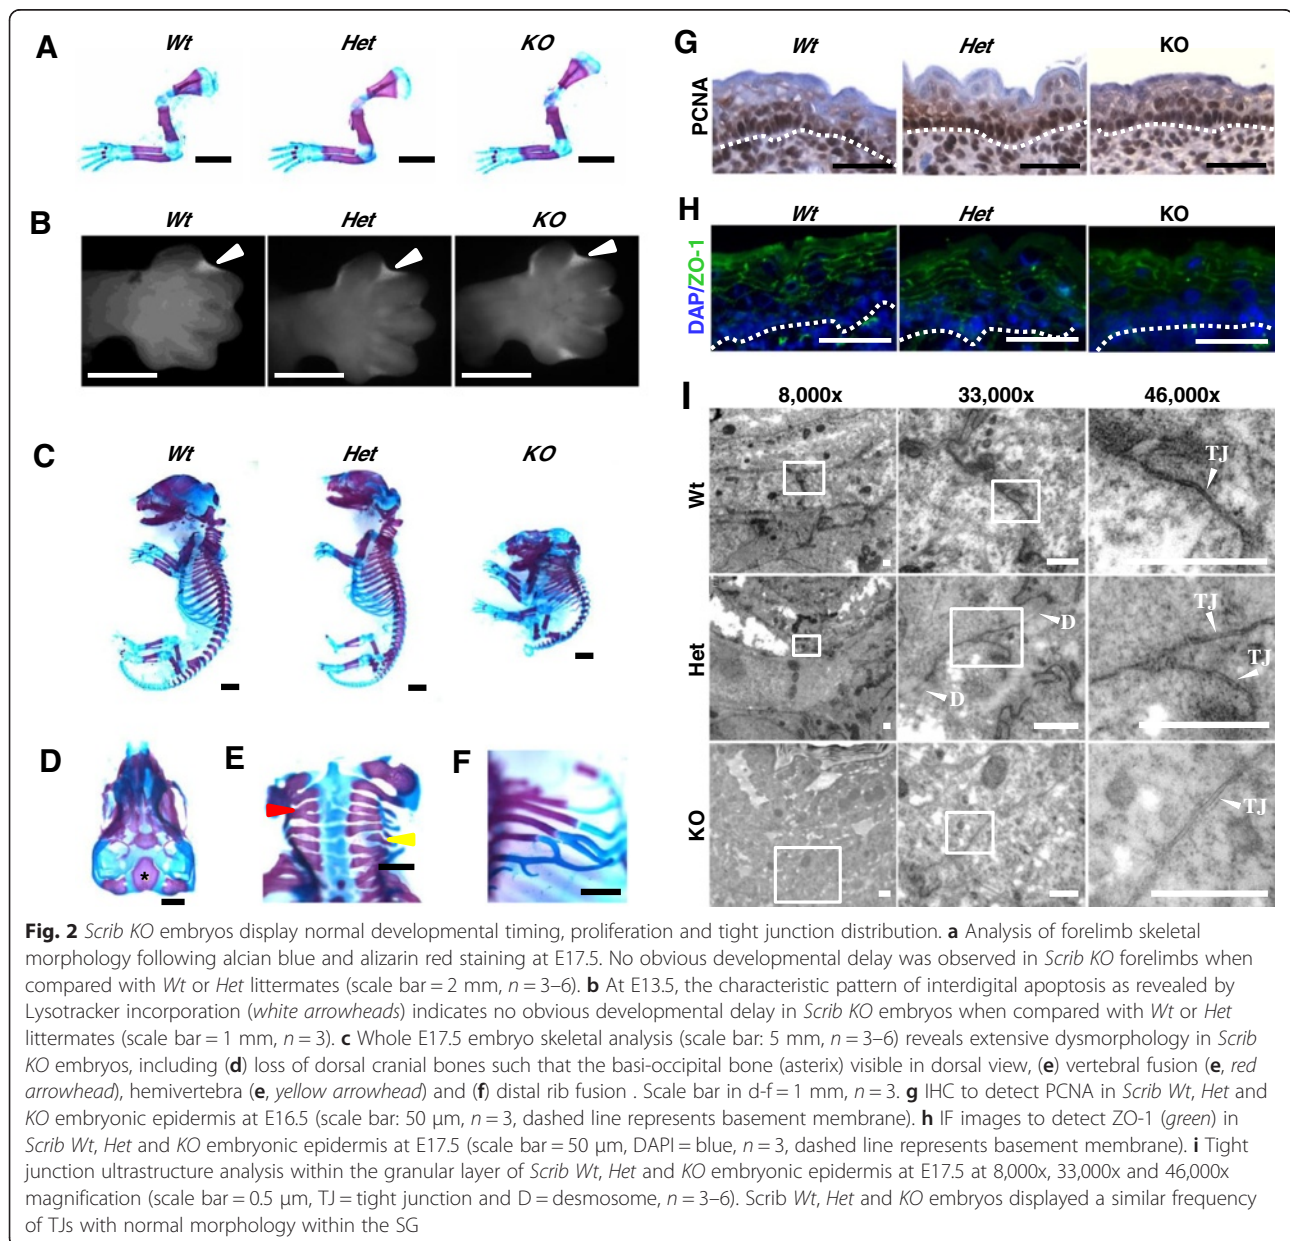 A
Wt
Het
KO
B
Wt
Het
KO
C
Wt
Het
KO
D
*
E
F
G
Wt
Het
KO
PCNA
H
Wt
Het
KO
DAP/ZO-1
I
8,000x
33,000x
46,000x
Wt
TJ
Het
D
D
TJ
TJ
KO
TJ
Fig. 2 Scrib KO embryos display normal developmental timing, proliferation and tight junction distribution. a Analysis of forelimb skeletal
morphology following alcian blue and alizarin red staining at E17.5. No obvious developmental delay was observed in Scrib KO forelimbs when
compared with Wt or Het littermates (scale bar = 2 mm, n = 3–6). b At E13.5, the characteristic pattern of interdigital apoptosis as revealed by
Lysotracker incorporation (white arrowheads) indicates no obvious developmental delay in Scrib KO embryos when compared with Wt or Het
littermates (scale bar = 1 mm, n = 3). c Whole E17.5 embryo skeletal analysis (scale bar: 5 mm, n = 3–6) reveals extensive dysmorphology in Scrib
KO embryos, including (d) loss of dorsal cranial bones such that the basi-occipital bone (asterix) visible in dorsal view, (e) vertebral fusion (e, red
arrowhead), hemivertebra (e, yellow arrowhead) and (f) distal rib fusion . Scale bar in d-f = 1 mm, n = 3. g IHC to detect PCNA in Scrib Wt, Het and
KO embryonic epidermis at E16.5 (scale bar: 50 μm, n = 3, dashed line represents basement membrane). h IF images to detect ZO-1 (green) in
Scrib Wt, Het and KO embryonic epidermis at E17.5 (scale bar = 50 μm, DAPI = blue, n = 3, dashed line represents basement membrane). i Tight
junction ultrastructure analysis within the granular layer of Scrib Wt, Het and KO embryonic epidermis at E17.5 at 8,000x, 33,000x and 46,000x
magnification (scale bar = 0.5 μm, TJ = tight junction and D = desmosome, n = 3–6). Scrib Wt, Het and KO embryos displayed a similar frequency
of TJs with normal morphology within the SG